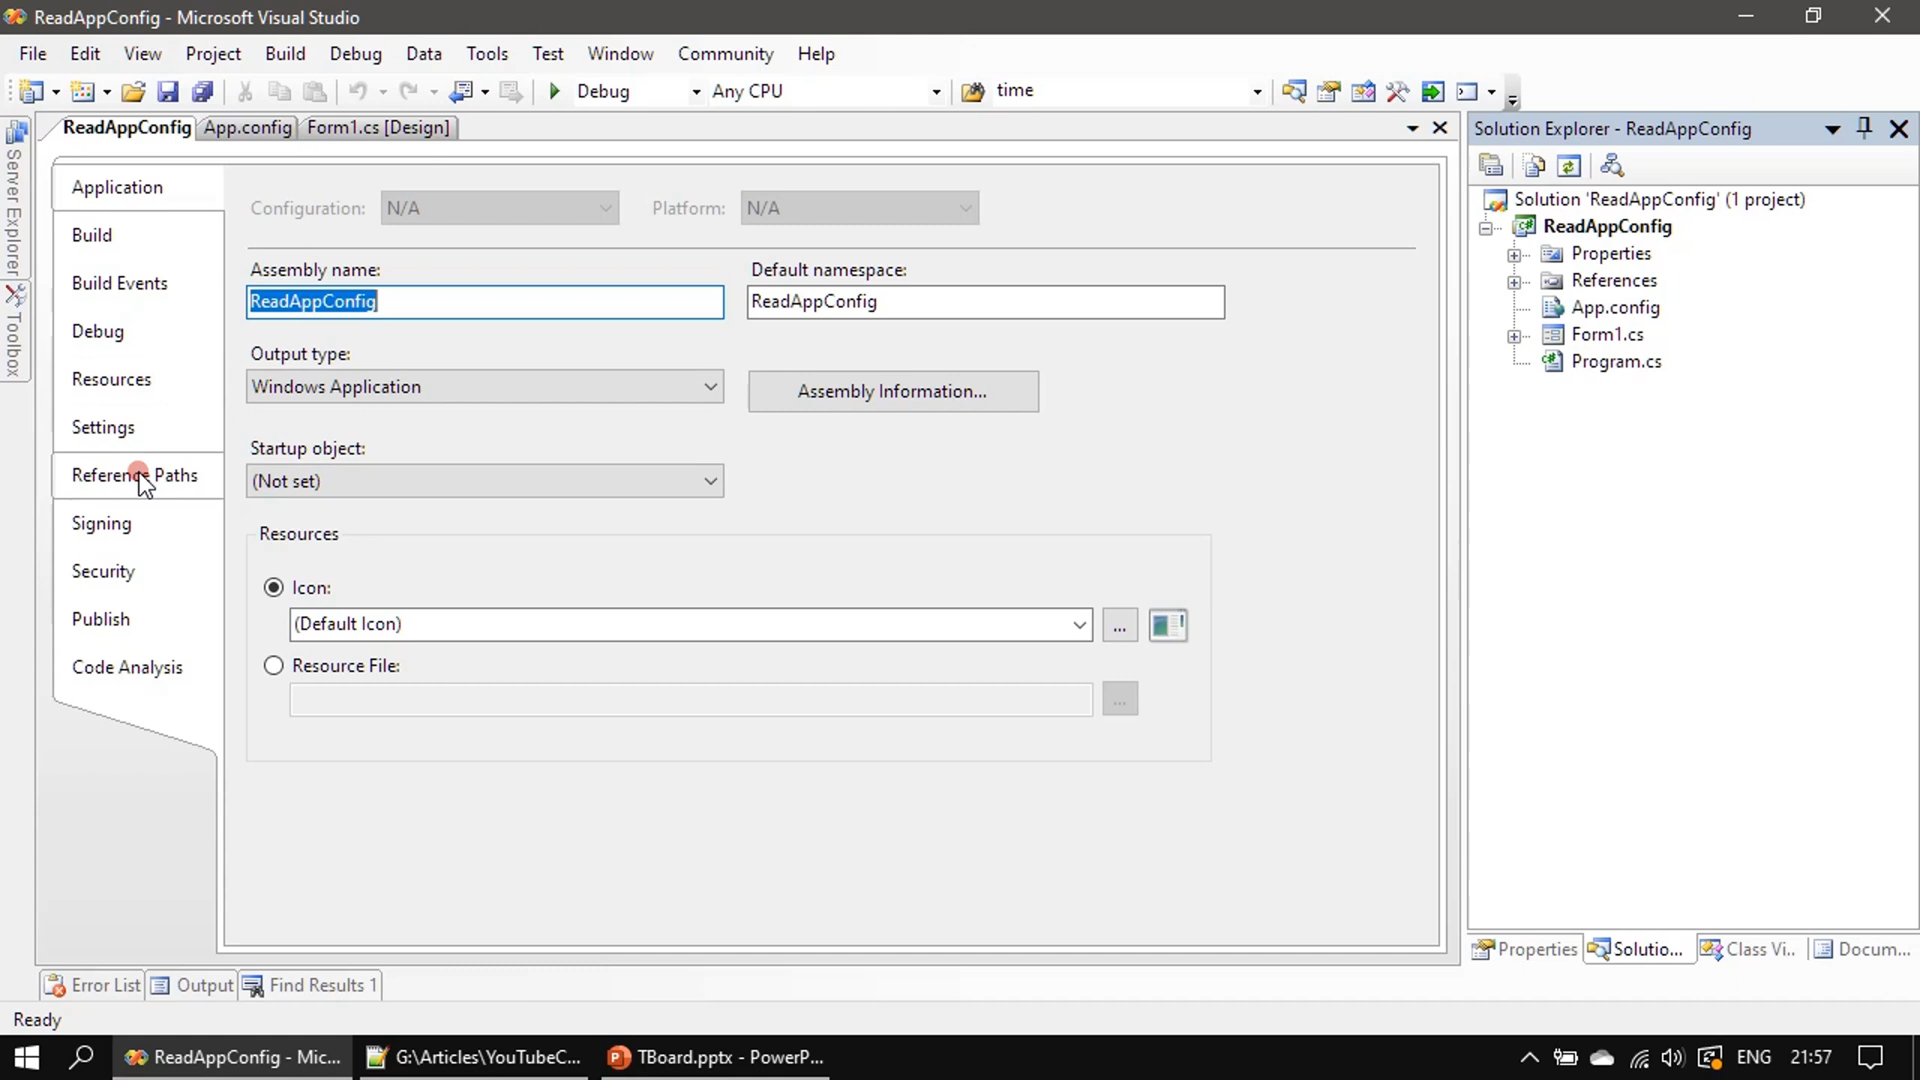 ReadAppConfig - Microsoft Visual Studio
File Edit View Project Build Debug Data Tools Test Window Community Help
Debug Any CPU time
ReadAppConfig App.config Form1.cs [Design]
Server Explorer
Toolbox
Application
Build
Build Events
Debug
Resources
Settings
Reference Paths
Signing
Security
Publish
Code Analysis
Configuration: N/A Platform: N/A
Assembly name: Default namespace:
ReadAppConfig ReadAppConfig
Output type:
Windows Application Assembly Information...
Startup object:
(Not set)
Resources
Icon:
(Default Icon) ...
Resource File:
...
Solution Explorer - ReadAppConfig
Solution 'ReadAppConfig' (1 project)
ReadAppConfig
Properties
References
App.config
Form1.cs
Program.cs
Properties Solutio... Class Vi.. Docum...
Error List Output Find Results 1
Ready
ReadAppConfig - Mic... G:\Articles\YouTubeC... TBoard.pptx - PowerP... ENG 21:57